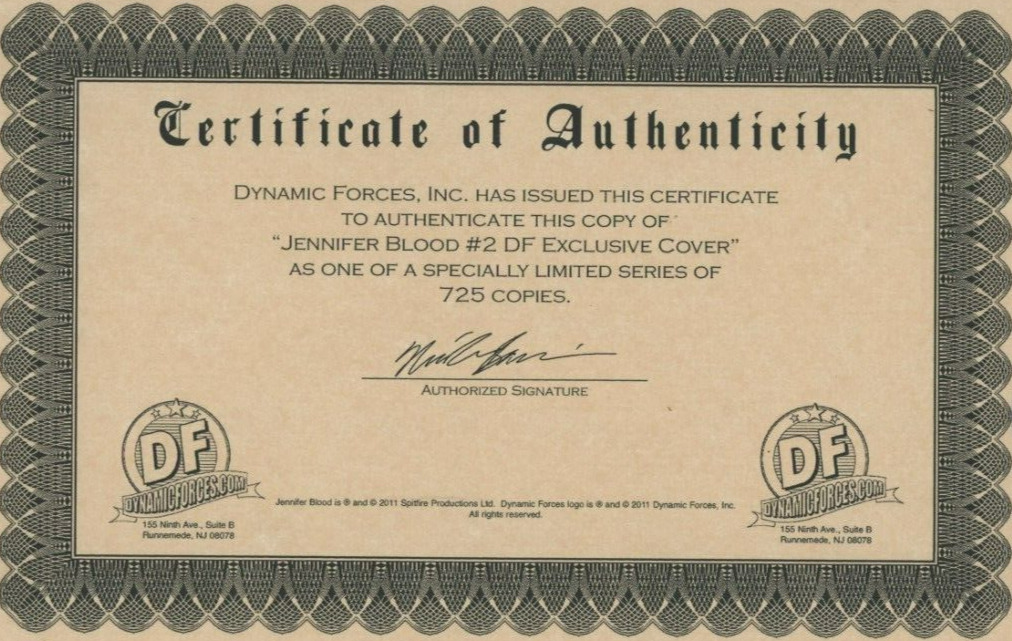 Certificate of Authenticity
DYNAMIC FORCES, INC. HAS ISSUED THIS CERTIFICATE
TO AUTHENTICATE THIS COPY OF
“JENNIFER BLOOD #2 DF EXCLUSIVE COVER”
AS ONE OF A SPECIALLY LIMITED SERIES OF
725 COPIES.
AUTHORIZED SIGNATURE
DF
DYNAMICFORCES.COM
155 Ninth Ave., Suite B
Runnemede, NJ 08078
Jennifer Blood is ® and © 2011 Spitfire Productions Ltd. Dynamic Forces logo is ® and © 2011 Dynamic Forces, Inc.
All rights reserved.
DF
DYNAMICFORCES.COM
155 Ninth Ave., Suite B
Runnemede, NJ 08078